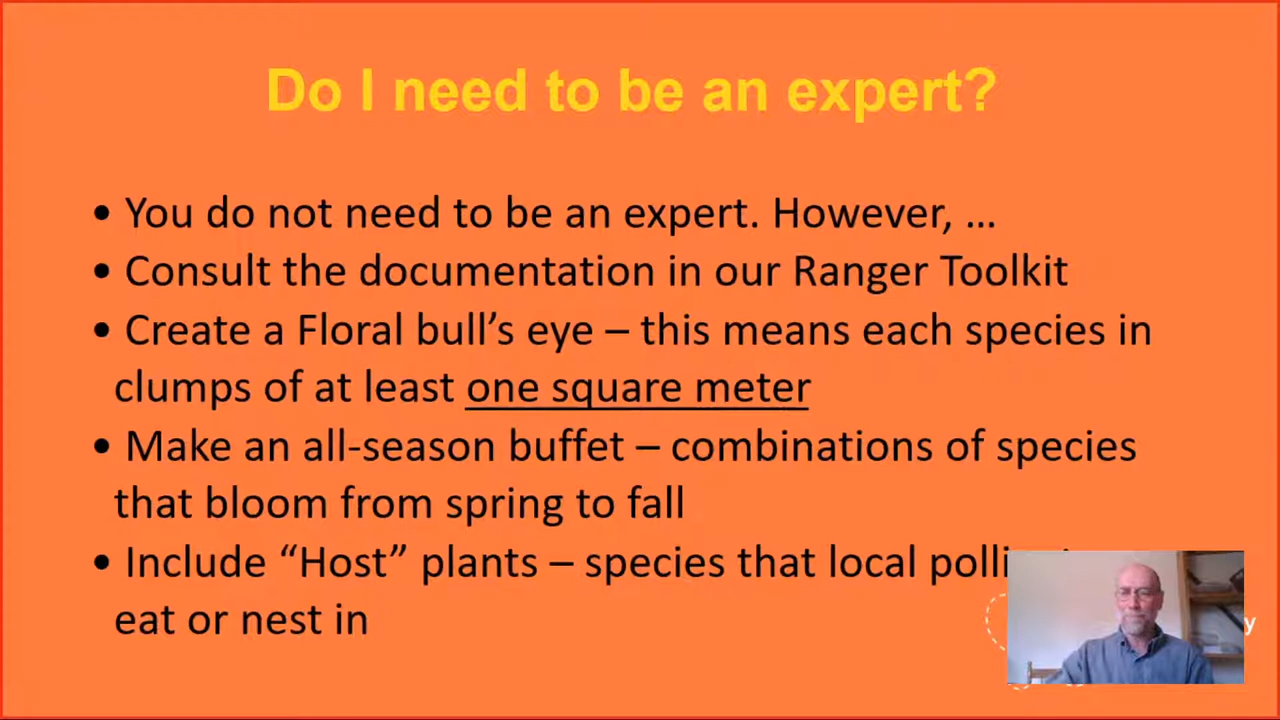 Do I need to be an expert?
• You do not need to be an expert. However, ...
• Consult the documentation in our Ranger Toolkit
• Create a Floral bull’s eye – this means each species in
clumps of at least one square meter
• Make an all-season buffet – combinations of species
that bloom from spring to fall
• Include “Host” plants – species that local
eat or nest in